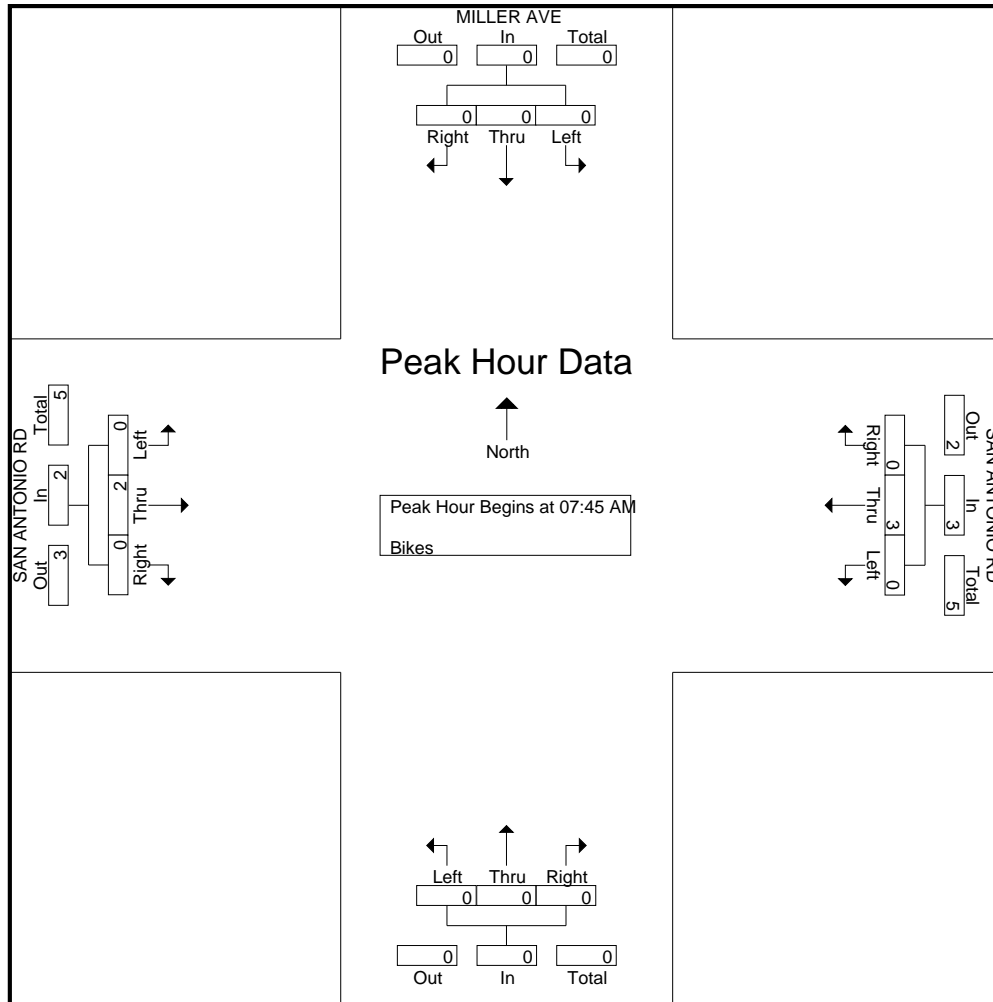 MILLER AVE
Out In Total
0 0 0
0 0 0
Right Thru Left
Peak Hour Data
North
Peak Hour Begins at 07:45 AM
Bikes
SAN ANTONIO RD
Total In Out
5 2 3
0 2 0
Left Thru Right
SAN ANTONIO RD
Out In Total
2 3 5
0 3 0
Right Thru Left
Left Thru Right
0 0 0
0 0 0
Out In Total